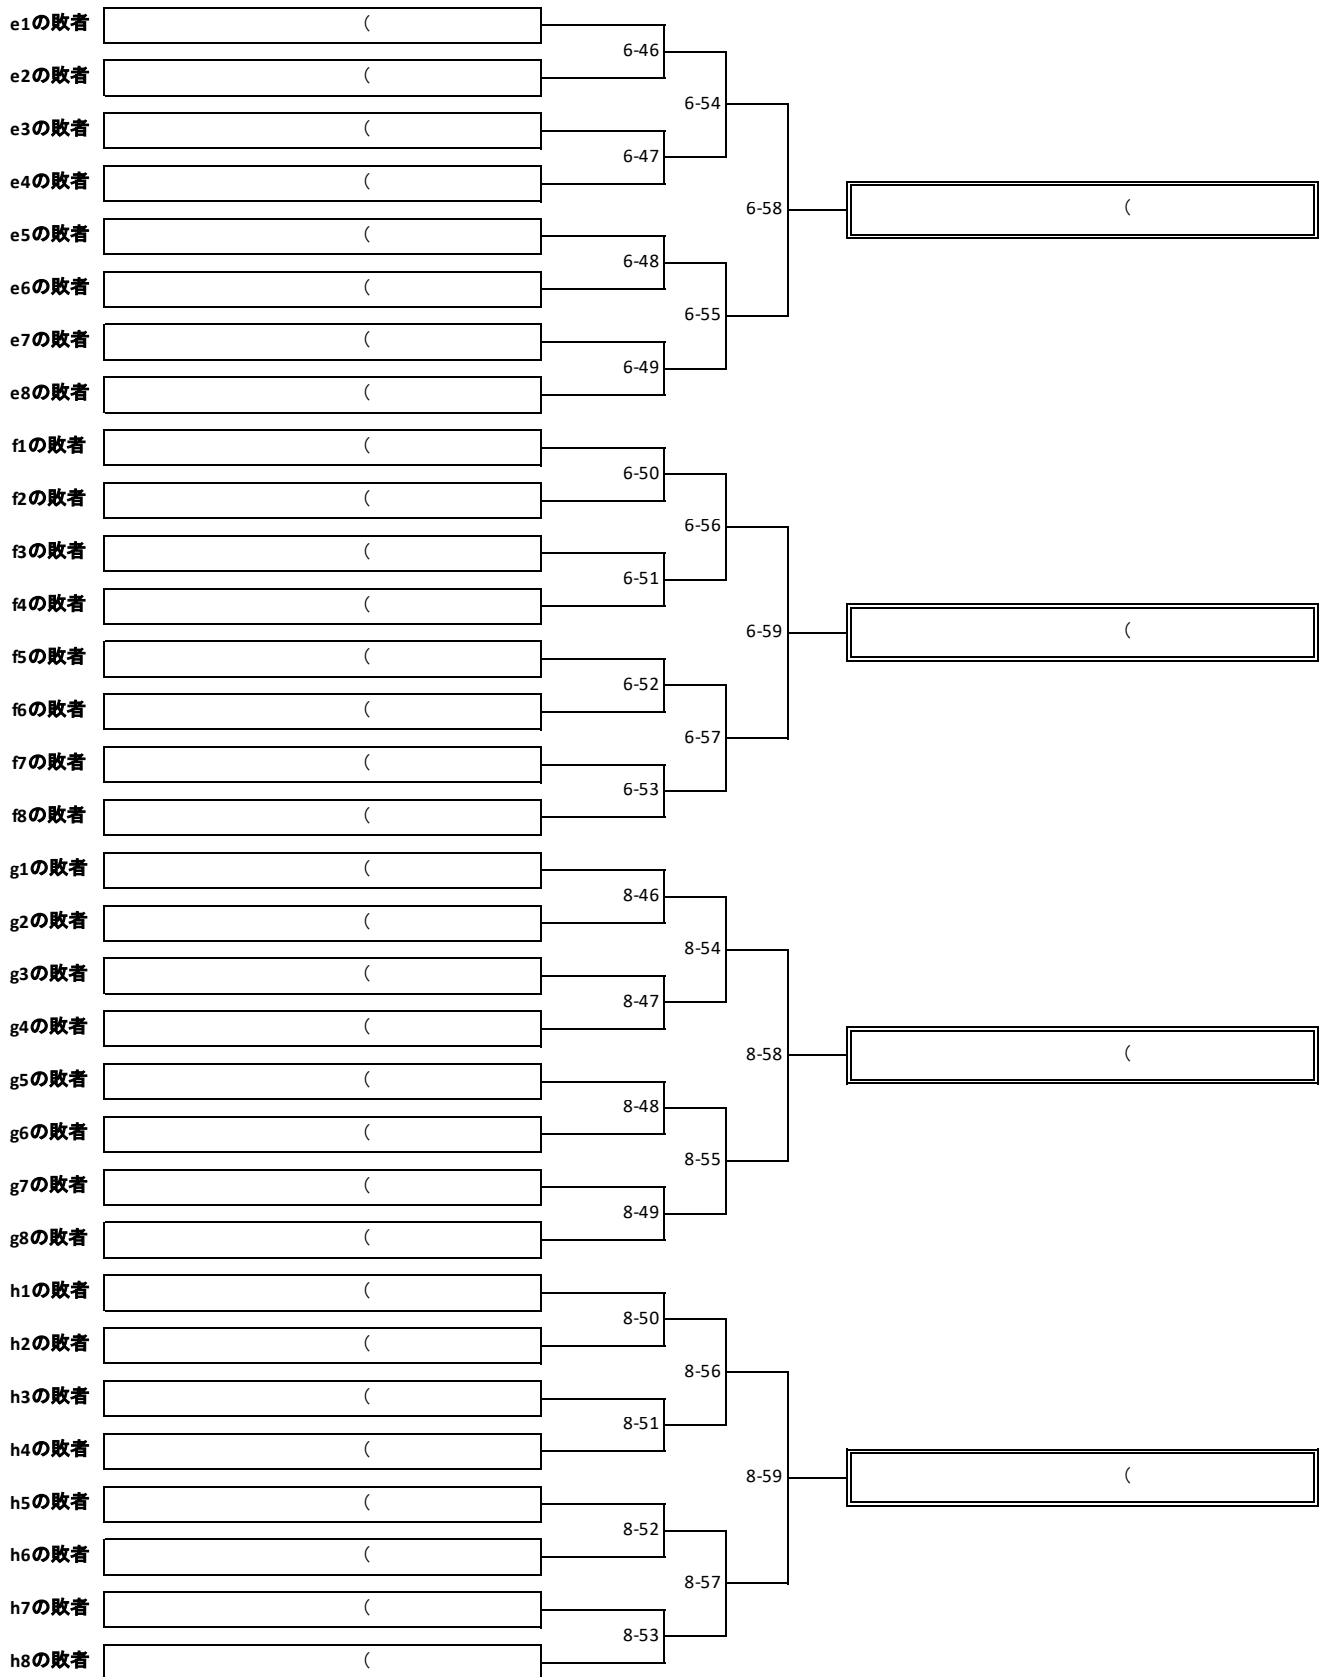 e1の敗者 (
6-46
e2の敗者 (
6-54
e3の敗者 (
6-47
e4の敗者 (
6-58 (
e5の敗者 (
6-48
e6の敗者 (
6-55
e7の敗者 (
6-49
e8の敗者 (
f1の敗者 (
6-50
f2の敗者 (
6-56
f3の敗者 (
6-51
f4の敗者 (
6-59 (
f5の敗者 (
6-52
f6の敗者 (
6-57
f7の敗者 (
6-53
f8の敗者 (
g1の敗者 (
8-46
g2の敗者 (
8-54
g3の敗者 (
8-47
g4の敗者 (
8-58 (
g5の敗者 (
8-48
g6の敗者 (
8-55
g7の敗者 (
8-49
g8の敗者 (
h1の敗者 (
8-50
h2の敗者 (
8-56
h3の敗者 (
8-51
h4の敗者 (
8-59 (
h5の敗者 (
8-52
h6の敗者 (
8-57
h7の敗者 (
8-53
h8の敗者 (